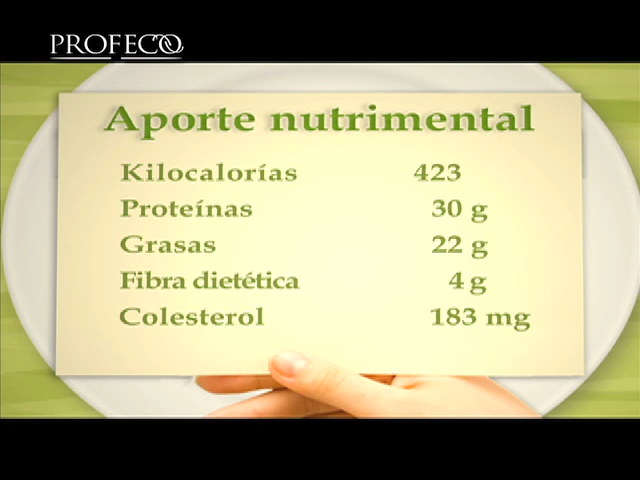 PROFECO
Aporte nutrimental
Kilocalorías 423
Proteínas 30 g
Grasas 22 g
Fibra dietética 4 g
Colesterol 183 mg